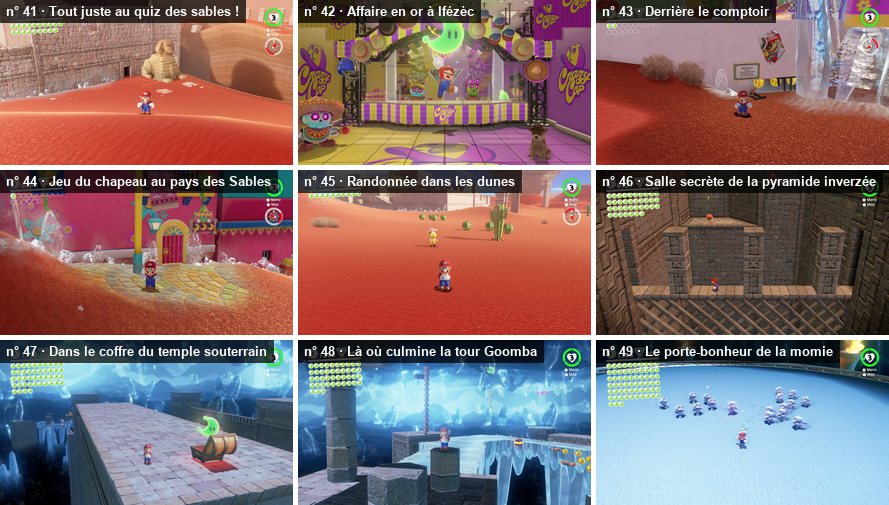 n° 41 · Tout juste au quiz des sables !
n° 42 · Affaire en or à Ifézèc
n° 43 · Derrière le comptoir
n° 44 · Jeu du chapeau au pays des Sables
n° 45 · Randonnée dans les dunes
n° 46 · Salle secrète de la pyramide inverzée
n° 47 · Dans le coffre du temple souterrain
n° 48 · Là où culmine la tour Goomba
n° 49 · Le porte-bonheur de la momie